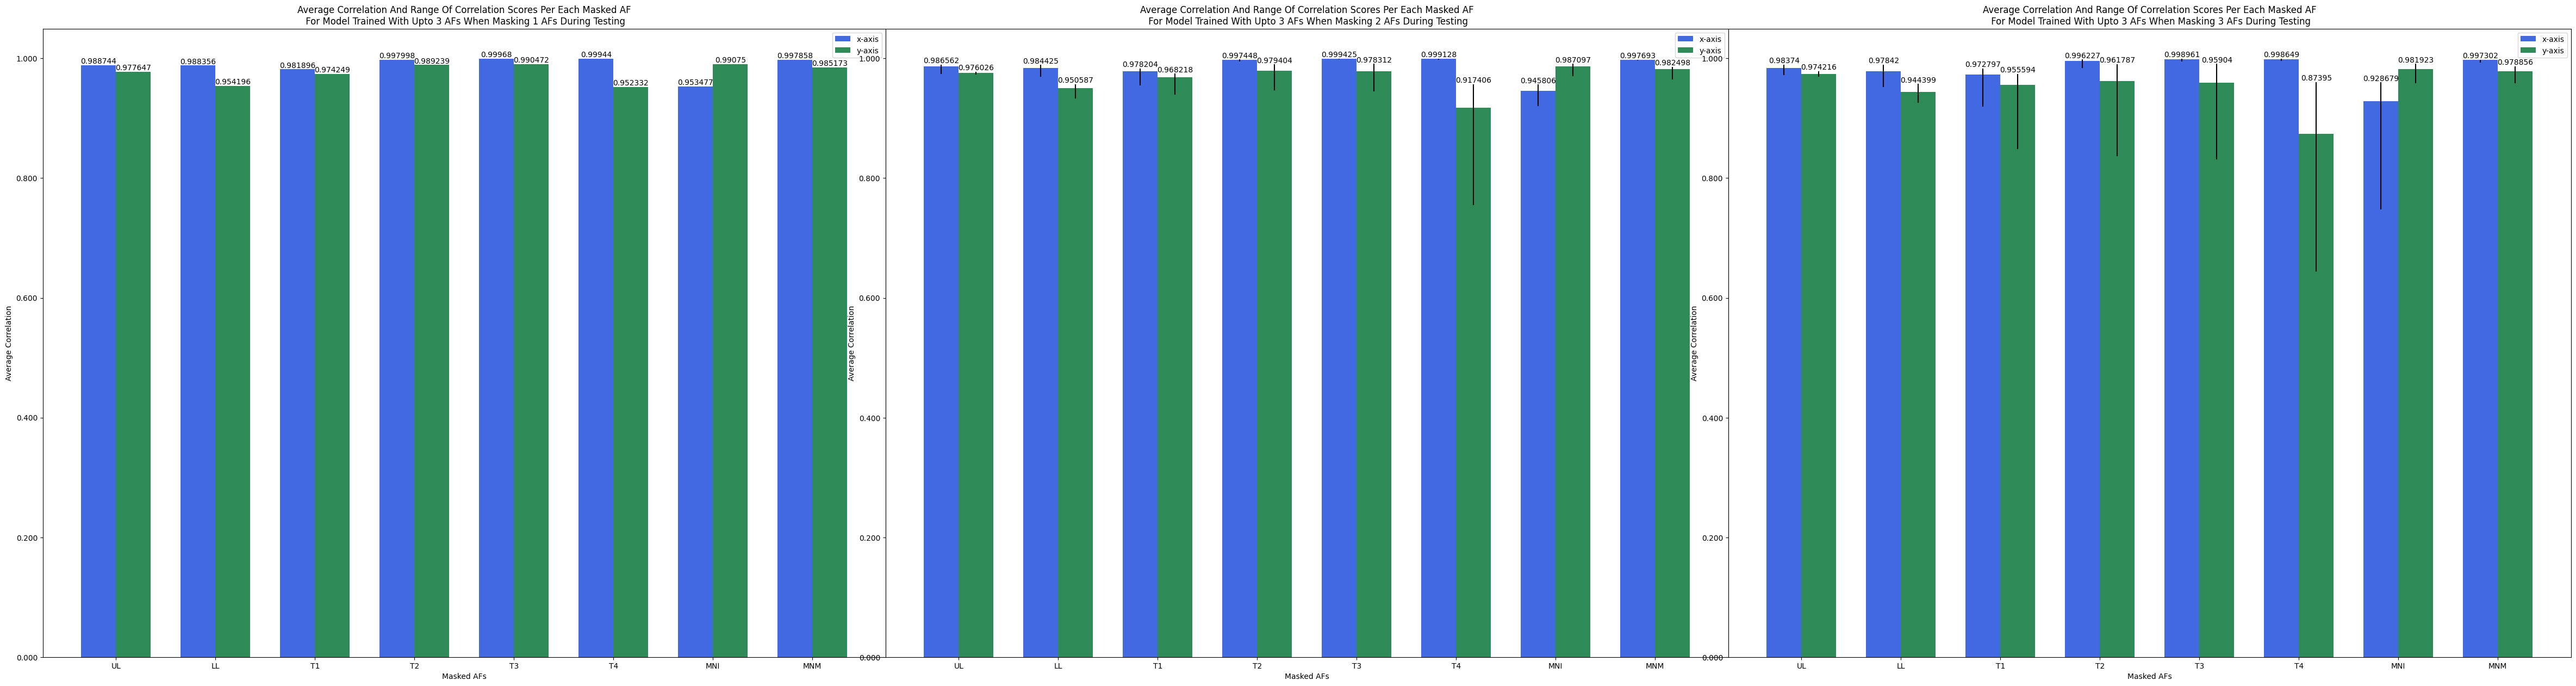 Average Correlation And Range Of Correlation Scores Per Each Masked AF
For Model Trained With Upto 3 AFs When Masking 1 AFs During Testing
x-axis
y-axis
1.000
0.800
0.600
0.400
0.200
0.000
Average Correlation
0.988744
0.977647
0.988356
0.954196
0.981896
0.974249
0.997998
0.989239
0.99968
0.990472
0.99944
0.952332
0.953477
0.99075
0.997858
0.985173
UL
LL
T1
T2
T3
T4
MNI
MNM
Masked AFs
Average Correlation And Range Of Correlation Scores Per Each Masked AF
For Model Trained With Upto 3 AFs When Masking 2 AFs During Testing
x-axis
y-axis
1.000
0.800
0.600
0.400
0.200
0.000
Average Correlation
0.986562
0.976026
0.984425
0.950587
0.978204
0.968218
0.997448
0.979404
0.999425
0.978312
0.999128
0.917406
0.945806
0.987097
0.997693
0.982498
UL
LL
T1
T2
T3
T4
MNI
MNM
Masked AFs
Average Correlation And Range Of Correlation Scores Per Each Masked AF
For Model Trained With Upto 3 AFs When Masking 3 AFs During Testing
x-axis
y-axis
1.000
0.800
0.600
0.400
0.200
0.000
Average Correlation
0.98374
0.974216
0.97842
0.944399
0.972797
0.955594
0.996227
0.961787
0.998961
0.95904
0.998649
0.87395
0.928679
0.981923
0.997302
0.978856
UL
LL
T1
T2
T3
T4
MNI
MNM
Masked AFs